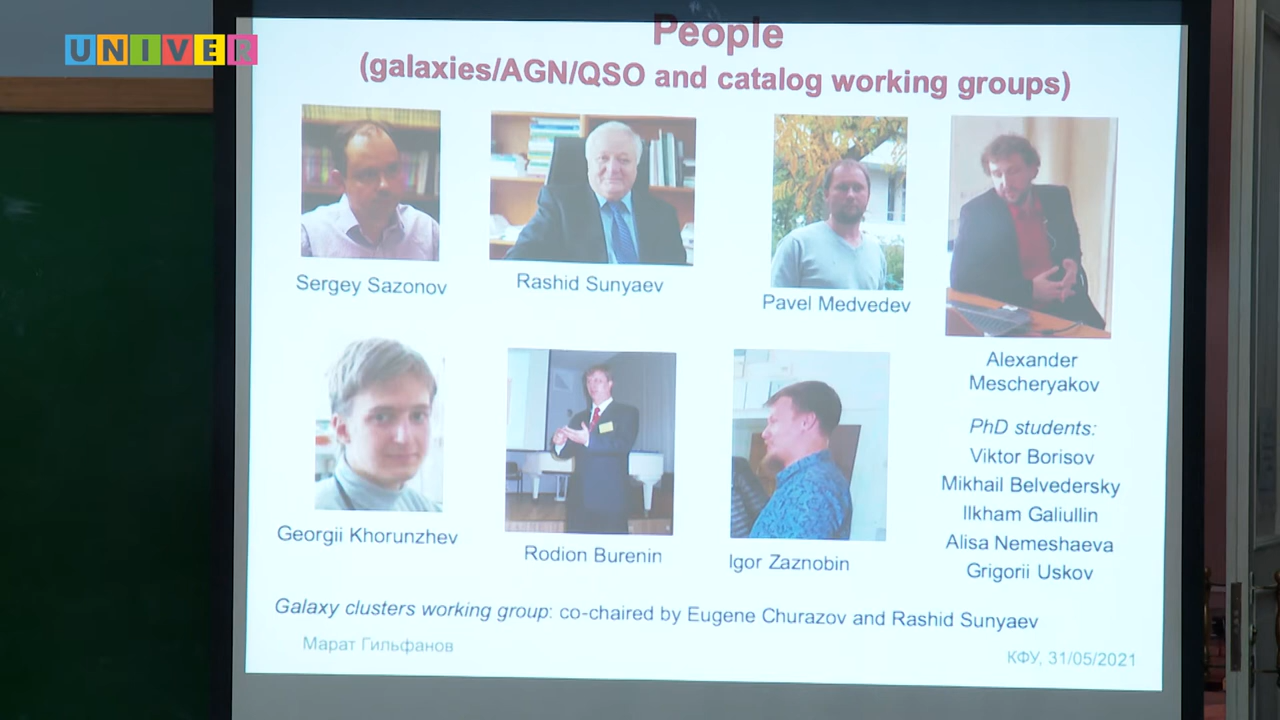 UNIVER
People
(galaxies/AGN/QSO and catalog working groups)
Sergey Sazonov
Rashid Sunyaev
Pavel Medvedev
Alexander
Mescheryakov
Georgii Khorunzhev
Rodion Burenin
Igor Zaznobin
PhD students:
Viktor Borisov
Mikhail Belvedersky
Ilkham Galiullin
Alisa Nemeshaeva
Grigorii Uskov
Galaxy clusters working group: co-chaired by Eugene Churazov and Rashid Sunyaev
Марат Гильфанов
КФУ, 31/05/2021